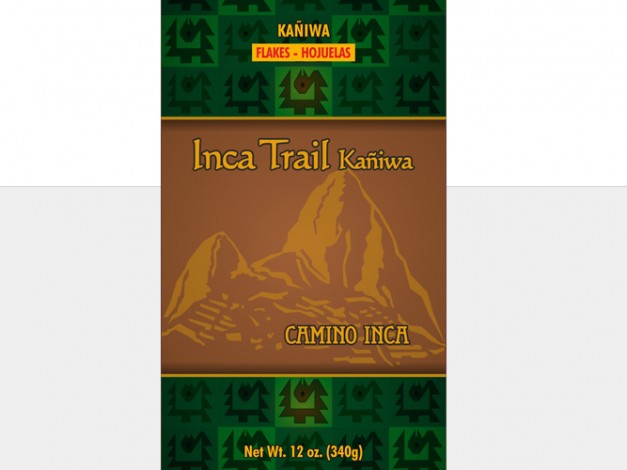 KAÑIWA
FLAKES - HOJUELAS
Inca Trail Kañiwa
CAMINO INCA
Net Wt. 12 oz. (340g)